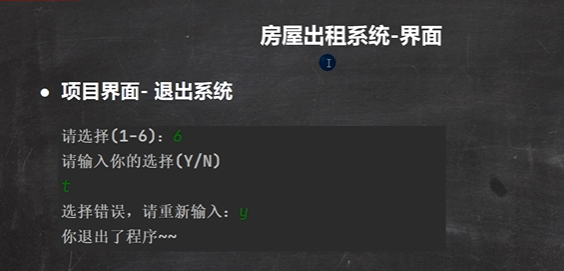 房屋出租系统-界面
● 项目界面- 退出系统
请选择(1-6)：6
请输入你的选择(Y/N)
t
选择错误，请重新输入：y
你退出了程序~~